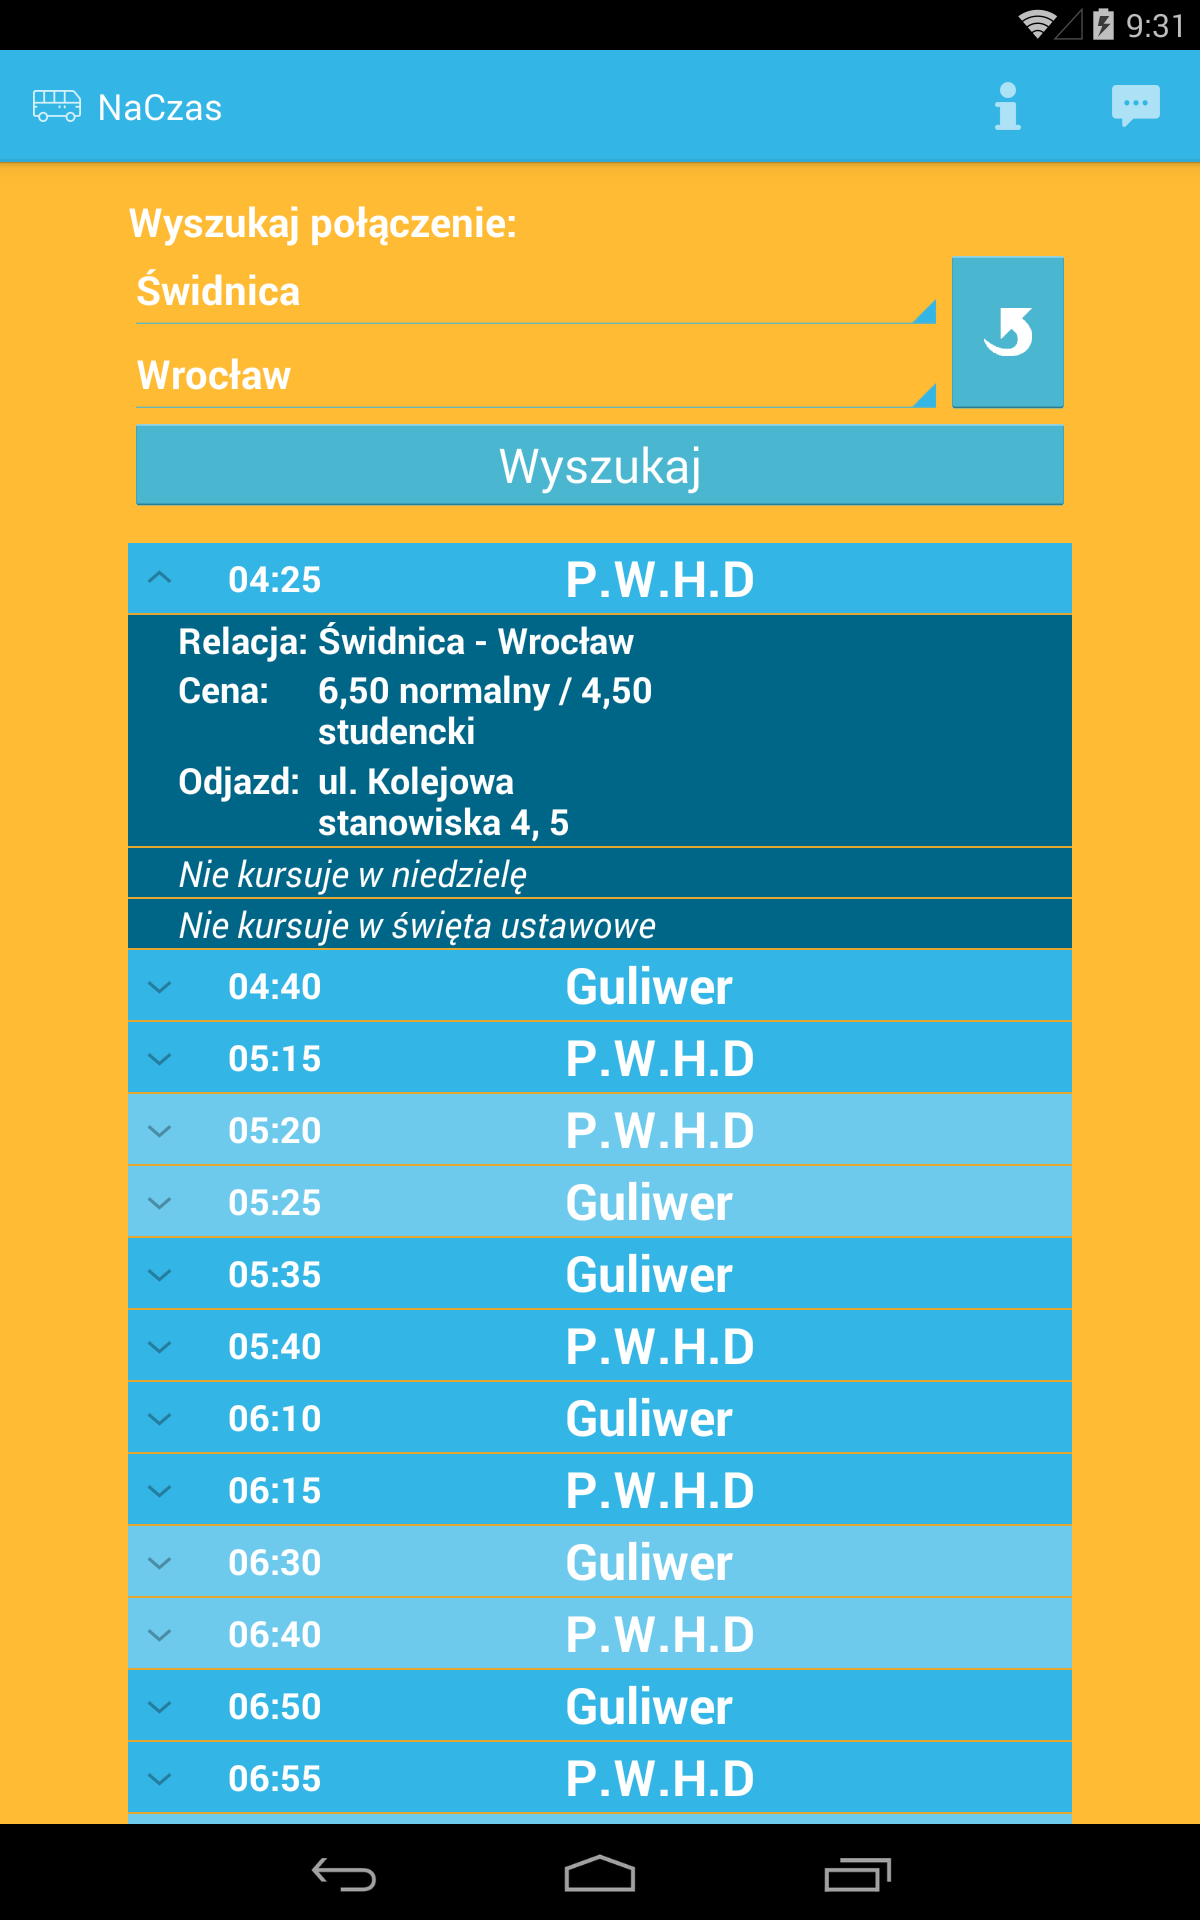 9:31
NaCzas
Wyszukaj połączenie:
Świdnica
Wrocław
Wyszukaj
04:25 P.W.H.D
Relacja: Świdnica - Wrocław
Cena: 6,50 normalny / 4,50
studencki
Odjazd: ul. Kolejowa
stanowiska 4, 5
Nie kursuje w niedzielę
Nie kursuje w święta ustawowe
04:40 Guliwer
05:15 P.W.H.D
05:20 P.W.H.D
05:25 Guliwer
05:35 Guliwer
05:40 P.W.H.D
06:10 Guliwer
06:15 P.W.H.D
06:30 Guliwer
06:40 P.W.H.D
06:50 Guliwer
06:55 P.W.H.D